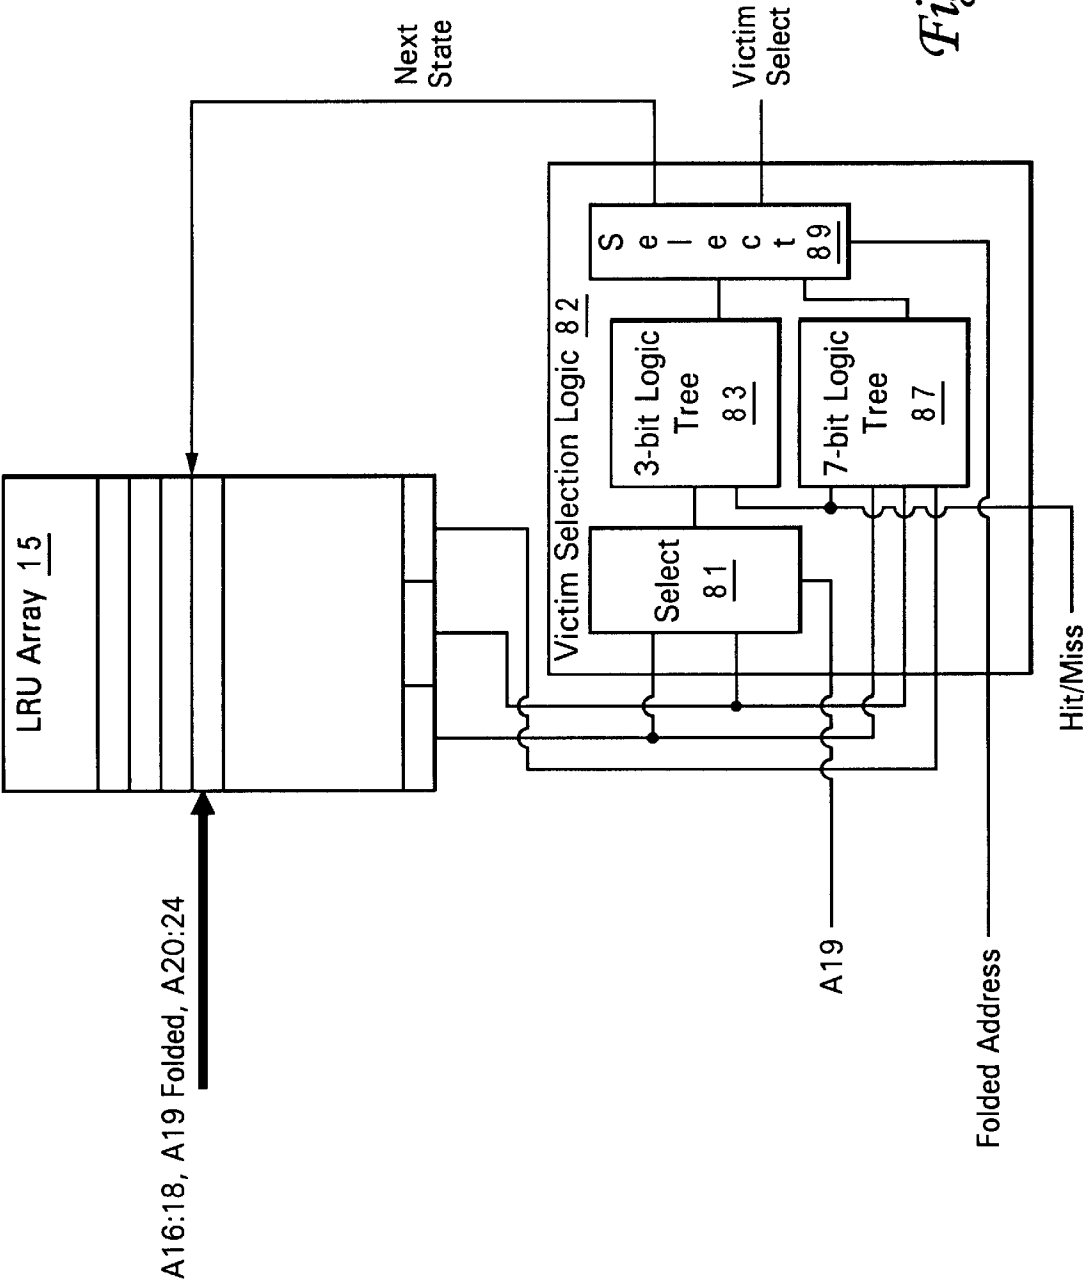 A16:18, A19 Folded, A20:24
LRU Array 15
Next
State
Victim Selection Logic 82
Select
81
3-bit Logic
Tree
83
7-bit Logic
Tree
87
Select
89
Victim
Select
A19
Folded Address
Hit/Miss